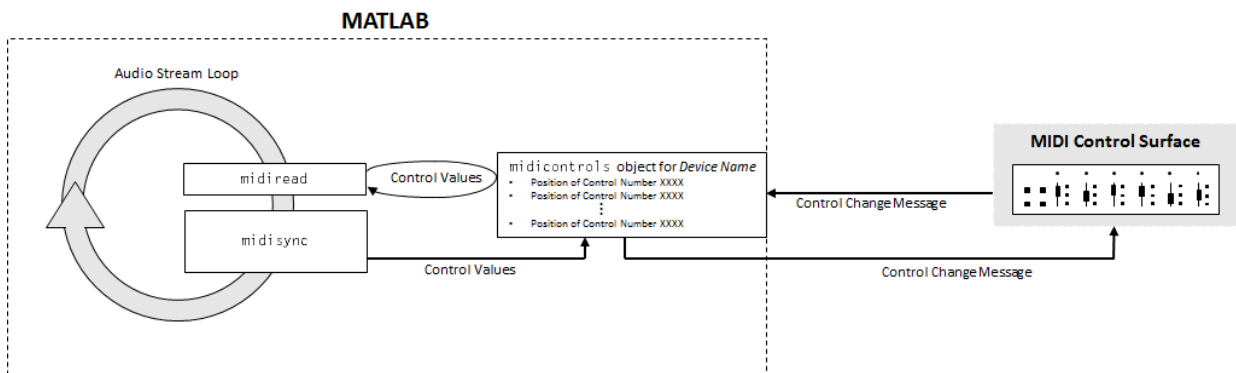 MATLAB
Audio Stream Loop
midiread
midisync
Control Values
Control Values
midicontrols object for Device Name
• Position of Control Number XXXX
• Position of Control Number XXXX
⋮
• Position of Control Number XXXX
Control Change Message
Control Change Message
MIDI Control Surface